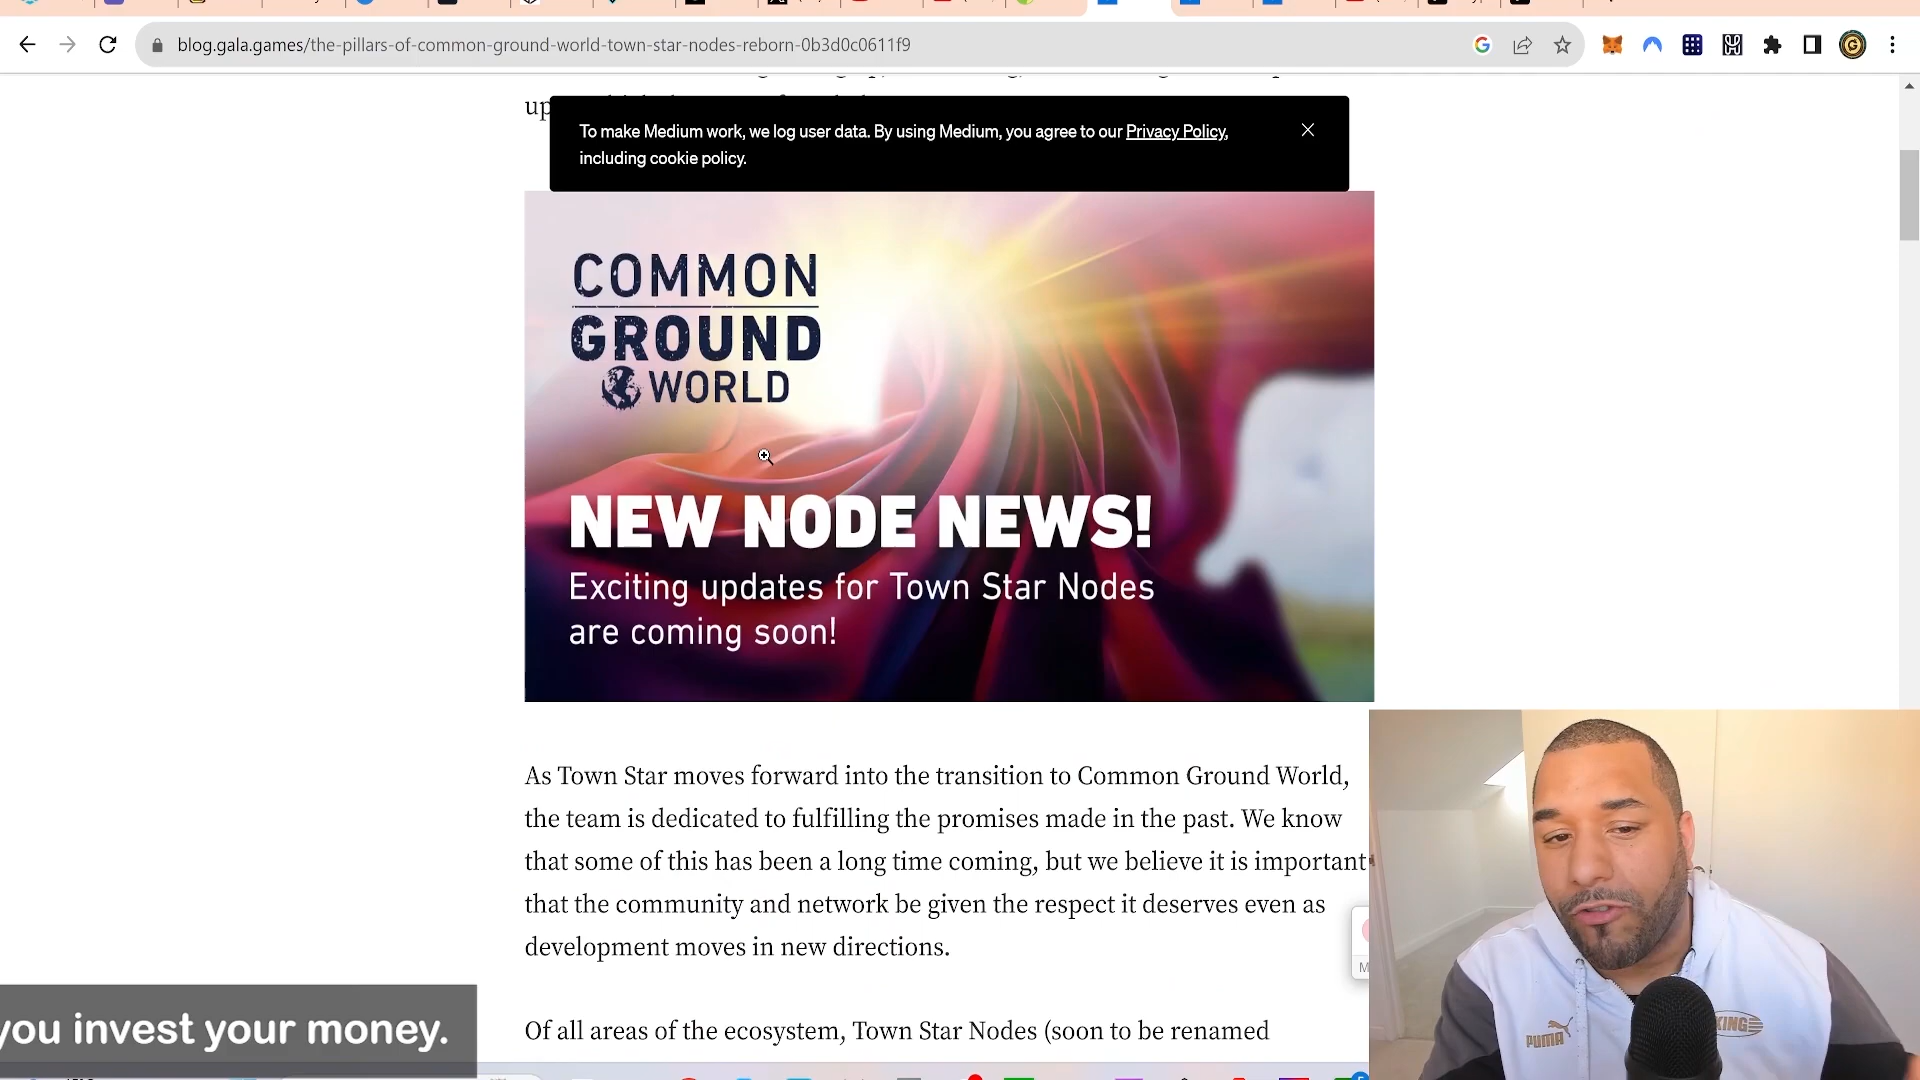 blog.gala.games/the-pillars-of-common-ground-world-town-star-nodes-reborn-0b3d0c0611f9
To make Medium work, we log user data. By using Medium, you agree to our Privacy Policy,
including cookie policy.
COMMON
GROUND
WORLD
NEW NODE NEWS!
Exciting updates for Town Star Nodes
are coming soon!
As Town Star moves forward into the transition to Common Ground World,
the team is dedicated to fulfilling the promises made in the past. We know
that some of this has been a long time coming, but we believe it is important
that the community and network be given the respect it deserves even as
development moves in new directions.
Of all areas of the ecosystem, Town Star Nodes (soon to be renamed
you invest your money.
PUMA
KING